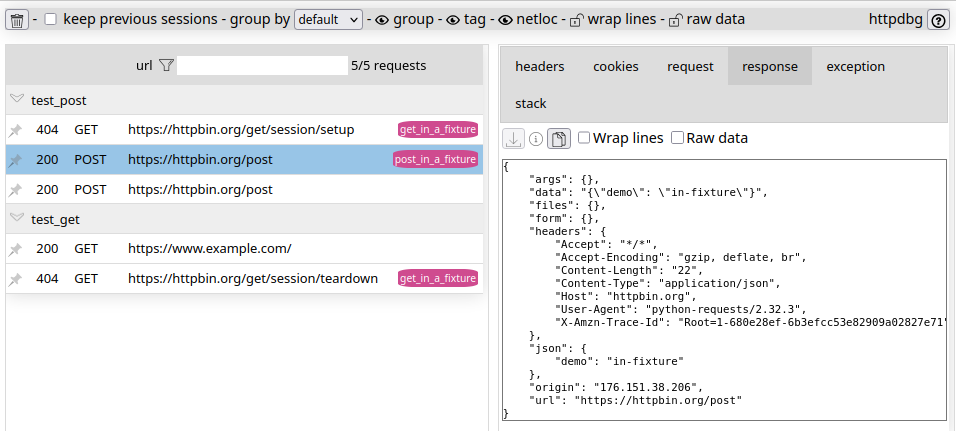 - keep previous sessions - group by default - group - tag - netloc - wrap lines - raw data httpdbg ?
url 5/5 requests
test_post
404 GET https://httpbin.org/get/session/setup get_in_a_fixture
200 POST https://httpbin.org/post post_in_a_fixture
200 POST https://httpbin.org/post
test_get
200 GET https://www.example.com/
404 GET https://httpbin.org/get/session/teardown get_in_a_fixture
headers cookies request response exception
stack
Wrap lines Raw data
{
    "args": {},
    "data": "{\"demo\": \"in-fixture\"}",
    "files": {},
    "form": {},
    "headers": {
        "Accept": "*/*",
        "Accept-Encoding": "gzip, deflate, br",
        "Content-Length": "22",
        "Content-Type": "application/json",
        "Host": "httpbin.org",
        "User-Agent": "python-requests/2.32.3",
        "X-Amzn-Trace-Id": "Root=1-680e28ef-6b3efcc53e82909a02827e71"
    },
    "json": {
        "demo": "in-fixture"
    },
    "origin": "176.151.38.206",
    "url": "https://httpbin.org/post"
}